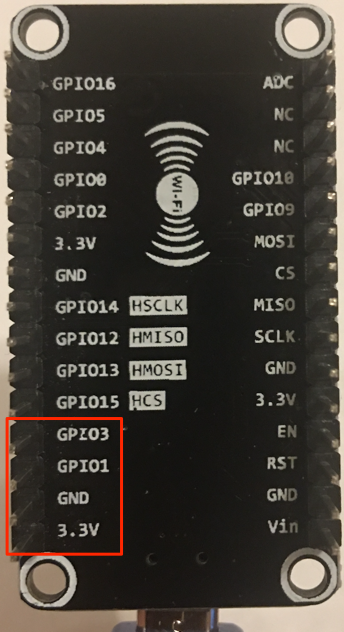 GPIO16
GPIO5
GPIO4
GPIO0
GPIO2
3.3V
GND
GPIO14 HSCLK
GPIO12 HMISO
GPIO13 HMOSI
GPIO15 HCS
GPIO3
GPIO1
GND
3.3V
Wi-Fi
ADC
NC
NC
GPIO10
GPIO9
MOSI
CS
MISO
SCLK
GND
3.3V
EN
RST
GND
Vin